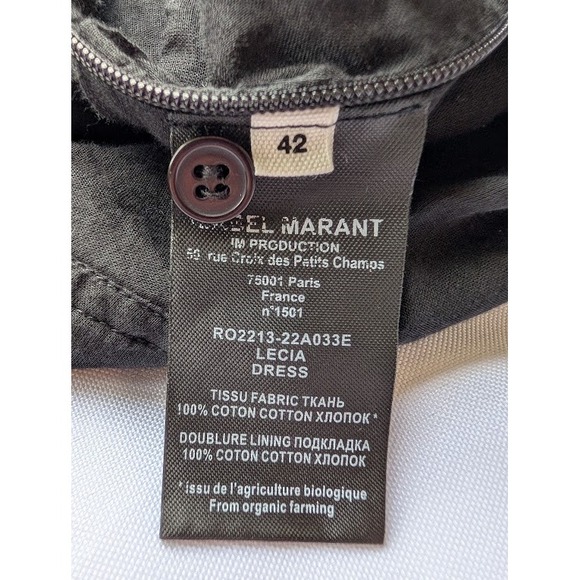 42
ISABEL MARANT
IM PRODUCTION
50 rue Croix des Petits Champs
75001 Paris
France
n°1501
RO2213-22A033E
LECIA
DRESS
TISSU FABRIC ТКАНЬ
100% COTON COTTON ХЛОПОК *
DOUBLURE LINING ПОДКЛАДКА
100% COTON COTTON ХЛОПОК
* issu de l'agriculture biologique
From organic farming